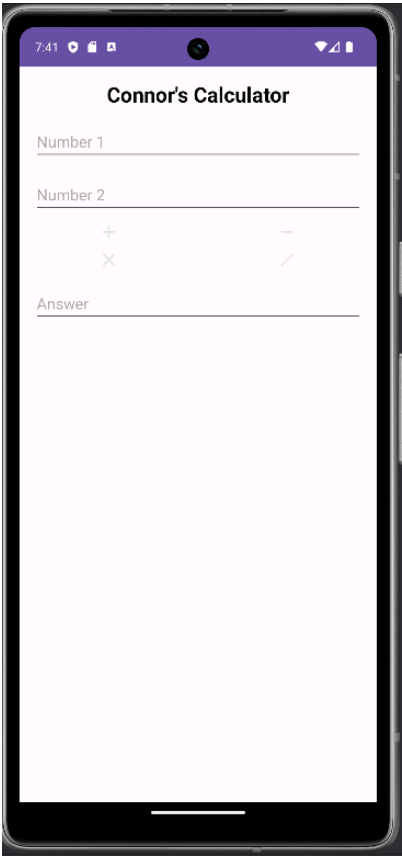 7:41
Connor's Calculator
Number 1
Number 2
+ −
× ∕
Answer